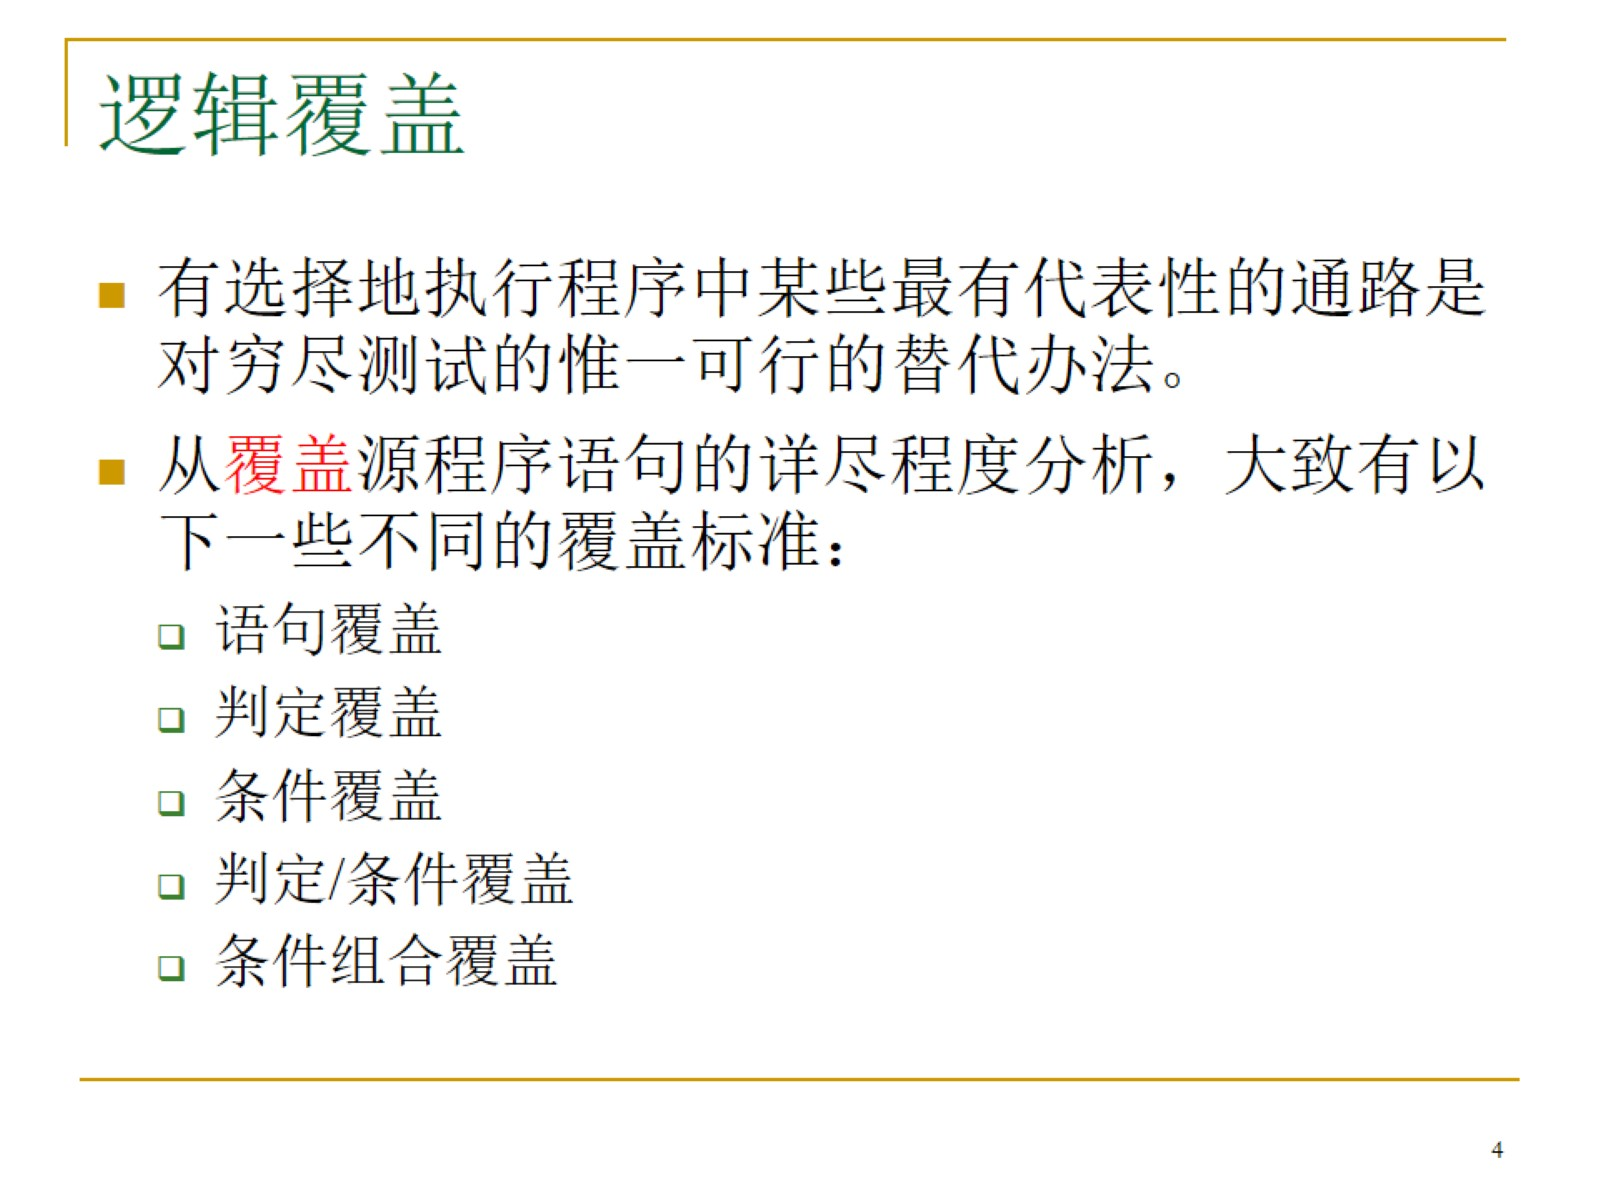 逻辑覆盖
有选择地执行程序中某些最有代表性的通路是
对穷尽测试的惟一可行的替代办法。
从覆盖源程序语句的详尽程度分析，大致有以
下一些不同的覆盖标准：
语句覆盖
判定覆盖
条件覆盖
判定/条件覆盖
条件组合覆盖
4